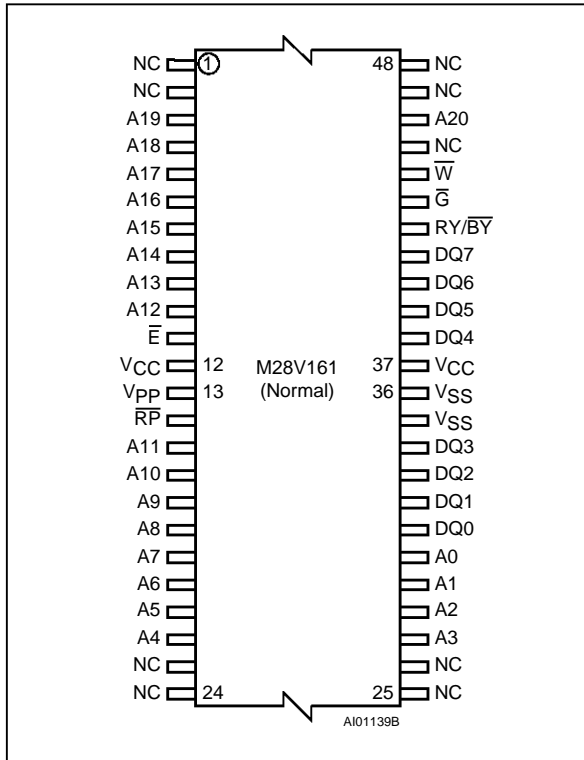 NC 1 48 NC
NC NC
A19 A20
A18 NC
A17 W̅
A16 G̅
A15 RY/B̅Y̅
A14 DQ7
A13 DQ6
A12 DQ5
E̅ DQ4
VCC 12 M28V161 37 VCC
VPP 13 (Normal) 36 VSS
R̅P̅ VSS
A11 DQ3
A10 DQ2
A9 DQ1
A8 DQ0
A7 A0
A6 A1
A5 A2
A4 A3
NC NC
NC 24 25 NC
AI01139B